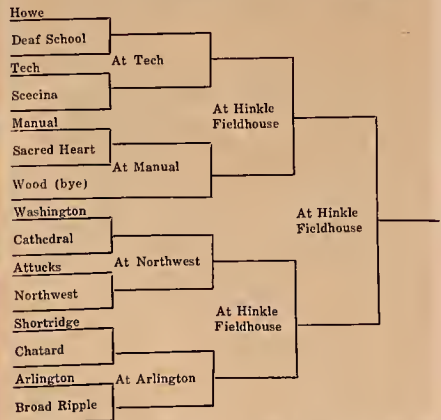 Howe
Deaf School
At Tech
Tech
Scecina
At Hinkle
Fieldhouse
Manual
Sacred Heart
At Manual
Wood (bye)
Washington
At Hinkle
Fieldhouse
Cathedral
At Northwest
Attucks
Northwest
At Hinkle
Fieldhouse
Shortridge
Chatard
At Arlington
Arlington
Broad Ripple